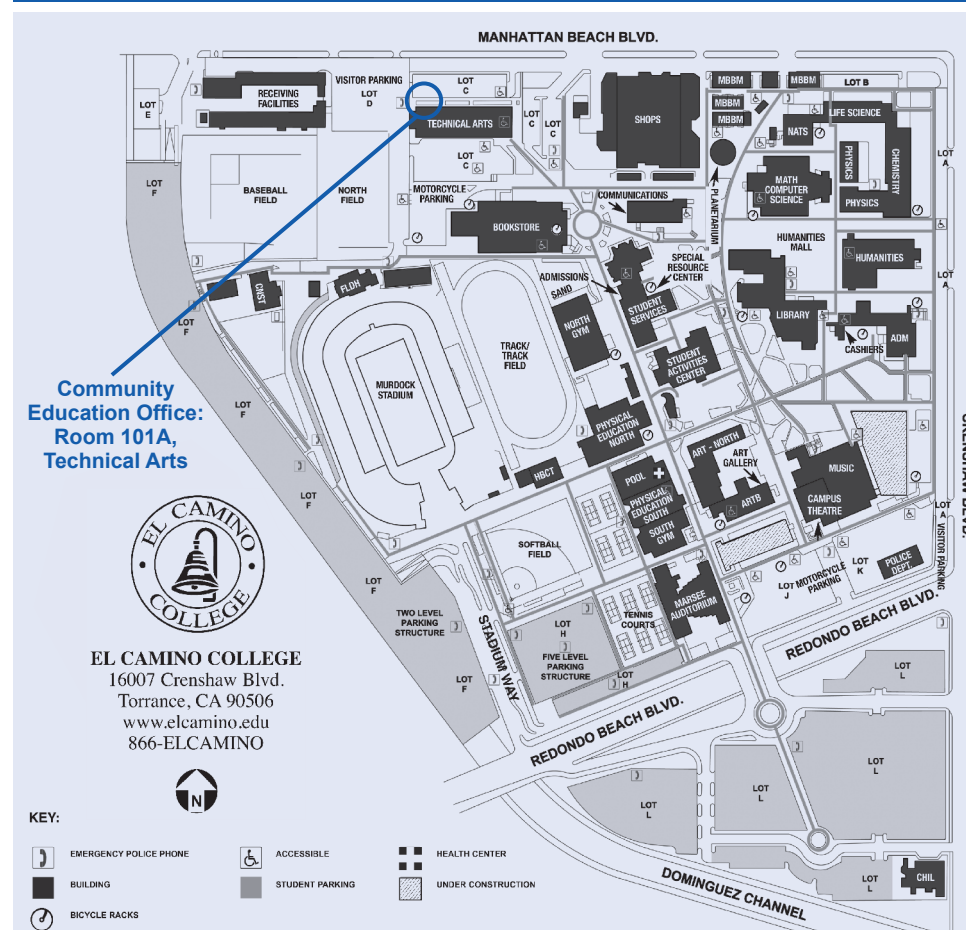 MANHATTAN BEACH BLVD.
RECEIVING
FACILITIES
VISITOR PARKING
LOT
D
LOT
C
LOT
E
TECHNICAL ARTS
LOT
C
LOT
C
LOT
C
SHOPS
MBBM
MBBM
LOT B
MBBM
MBBM
LIFE SCIENCE
NATS
PHYSICS
CHEMISTRY
PHYSICS
LOT
A
MATH
COMPUTER
SCIENCE
PLANETARIUM
LOT
F
BASEBALL
FIELD
NORTH
FIELD
MOTORCYCLE
PARKING
BOOKSTORE
COMMUNICATIONS
HUMANITIES
MALL
HUMANITIES
SPECIAL
RESOURCE
CENTER
ADMISSIONS
SAND
STUDENT
SERVICES
LOT
A
CNST
FLDH
LOT
F
NORTH
GYM
LIBRARY
CASHIERS
ADM
TRACK/
TRACK
FIELD
STUDENT
ACTIVITIES
CENTER
MURDOCK
STADIUM
Community
Education Office:
Room 101A,
Technical Arts
LOT
F
PHYSICAL
EDUCATION
NORTH
ART - NORTH
ART
GALLERY
MUSIC
CRENSHAW BLVD.
HBCT
POOL
PHYSICAL
EDUCATION
SOUTH
SOUTH
GYM
ARTB
CAMPUS
THEATRE
LOT
F
LOT
A
VISITOR PARKING
EL CAMINO
COLLEGE
SOFTBALL
FIELD
LOT
F
MARSEE
AUDITORIUM
LOT
J
MOTORCYCLE
PARKING
LOT
K
POLICE
DEPT.
TWO LEVEL
PARKING
STRUCTURE
STADIUM WAY
LOT
H
TENNIS
COURTS
FIVE LEVEL
PARKING
STRUCTURE
LOT
H
LOT
F
REDONDO BEACH BLVD.
REDONDO BEACH BLVD.
EL CAMINO COLLEGE
16007 Crenshaw Blvd.
Torrance, CA 90506
www.elcamino.edu
866-ELCAMINO
N
LOT
L
LOT
L
LOT
L
LOT
L
LOT
L
CHIL
DOMINGUEZ CHANNEL
KEY:
EMERGENCY POLICE PHONE
ACCESSIBLE
HEALTH CENTER
BUILDING
STUDENT PARKING
UNDER CONSTRUCTION
BICYCLE RACKS